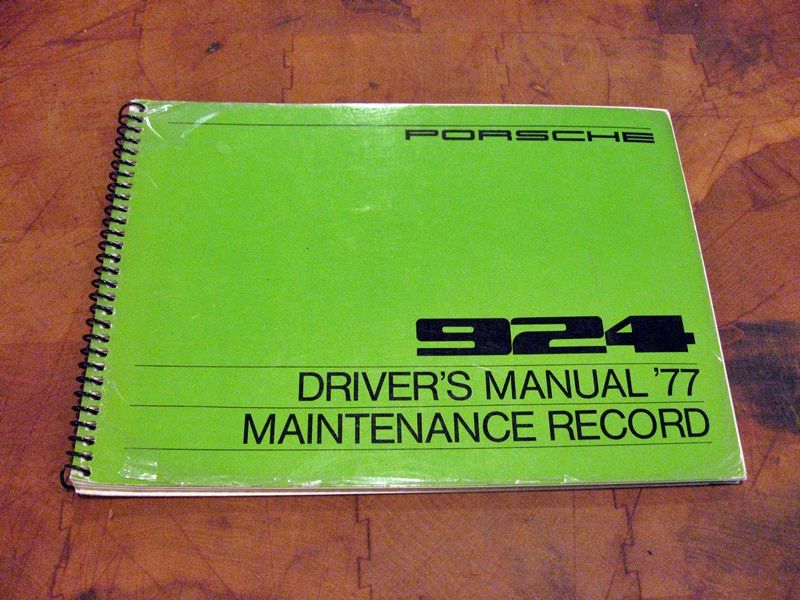 PORSCHE
924
DRIVER'S MANUAL '77
MAINTENANCE RECORD